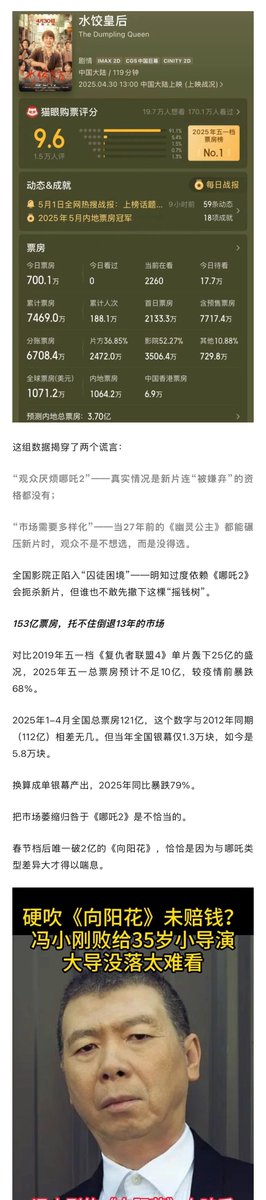 水饺皇后
The Dumpling Queen
剧情 IMAX 2D CGS中国巨幕 CINITY 2D
中国大陆 / 119分钟
2025.04.30 13:00 中国大陆上映 (上映战况) >
猫眼购票评分 >
19.7万人想看 170.1万人看过 >
9.6
1.5万人评
91.1%
5.4%
1.5%
0.7%
1.3%
2025年五一档
票房榜
No.1
动态&成就
每日战报
5月1日全网热搜战报:上榜话题... 9小时前 59条动态
2025年5月内地票房冠军 18项成就
票房
今日票房 今日看过 当前在看 今日待看
700.1万 0 2260 17.7万
累计票房 累计人次 首日票房 含预售票房
7469.0万 188.1万 2133.3万 7717.4万
分账票房 片方36.85% 影院52.27% 其他10.88%
6708.4万 2472.0万 3506.4万 729.8万
全球票房(美元) 内地票房 中国香港票房
1071.2万 1064.2万 6.9万
预测内地总票房:3.70亿
这组数据揭穿了两个谎言:
“观众厌烦哪吒2”——真实情况是新片连“被嫌弃”的资
格都没有;
“市场需要多样化”——当27年前的《幽灵公主》都能碾
压新片时,观众不是不想选,而是没得选。
全国影院正陷入“囚徒困境”——明知过度依赖《哪吒2》
会扼杀新片,但谁也不敢先撤下这棵“摇钱树”。
153亿票房,托不住倒退13年的市场
对比2019年五一档《复仇者联盟4》单片轰下25亿的盛
况,2025年五一总票房预计不足10亿,较疫情前暴跌
68%。
2025年1-4月全国总票房121亿,这个数字与2012年同期
(112亿)相差无几。但当年全国银幕仅1.3万块,如今是
5.8万块。
换算成单银幕产出,2025年同比暴跌79%。
把市场萎缩归咎于《哪吒2》是不恰当的。
春节档后唯一破2亿的《向阳花》,恰恰是因为与哪吒类
型差异大才得以喘息。
硬吹《向阳花》未赔钱?
冯小刚败给35岁小导演
大导没落太难看